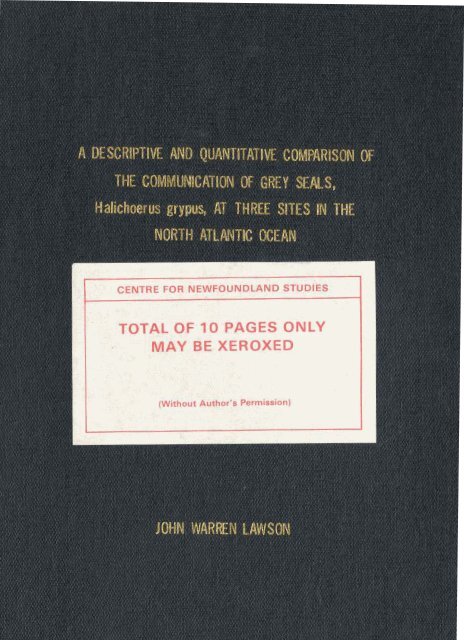 A DESCRIPTIVE AND QUANTITATIVE COMPARISON OF
THE COMMUNICATION OF GREY SEALS,
Halichoerus grypus, AT THREE SITES IN THE
NORTH ATLANTIC OCEAN
CENTRE FOR NEWFOUNDLAND STUDIES
TOTAL OF 10 PAGES ONLY
MAY BE XEROXED
(Without Author's Permission)
JOHN WARREN LAWSON